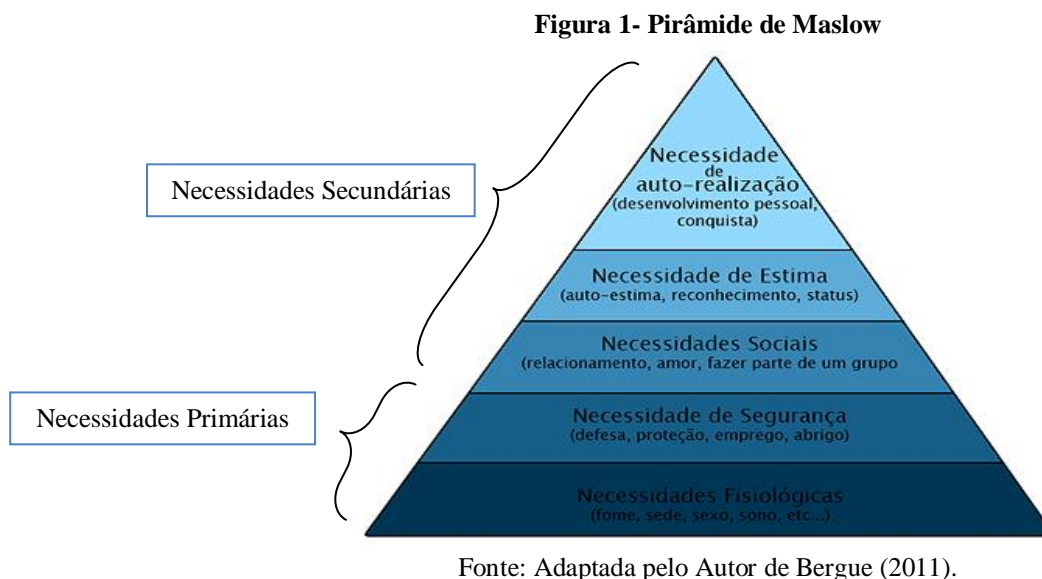 Figura 1- Pirâmide de Maslow
Necessidades Secundárias
Necessidade
de
auto-realização
(desenvolvimento pessoal,
conquista)
Necessidade de Estima
(auto-estima, reconhecimento, status)
Necessidades Sociais
(relacionamento, amor, fazer parte de um grupo
Necessidades Primárias
Necessidade de Segurança
(defesa, proteção, emprego, abrigo)
Necessidades Fisiológicas
(fome, sede, sexo, sono, etc...)
Fonte: Adaptada pelo Autor de Bergue (2011).